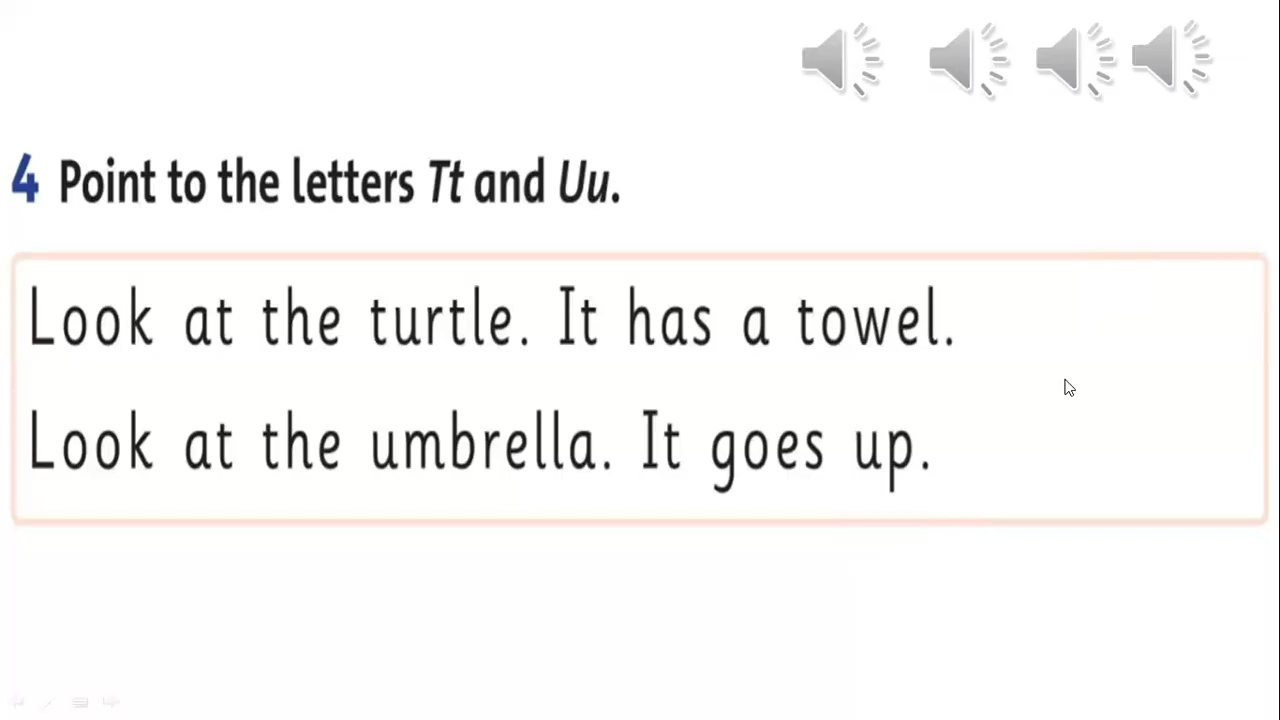 4 Point to the letters Tt and Uu.
Look at the turtle. It has a towel.
Look at the umbrella. It goes up.